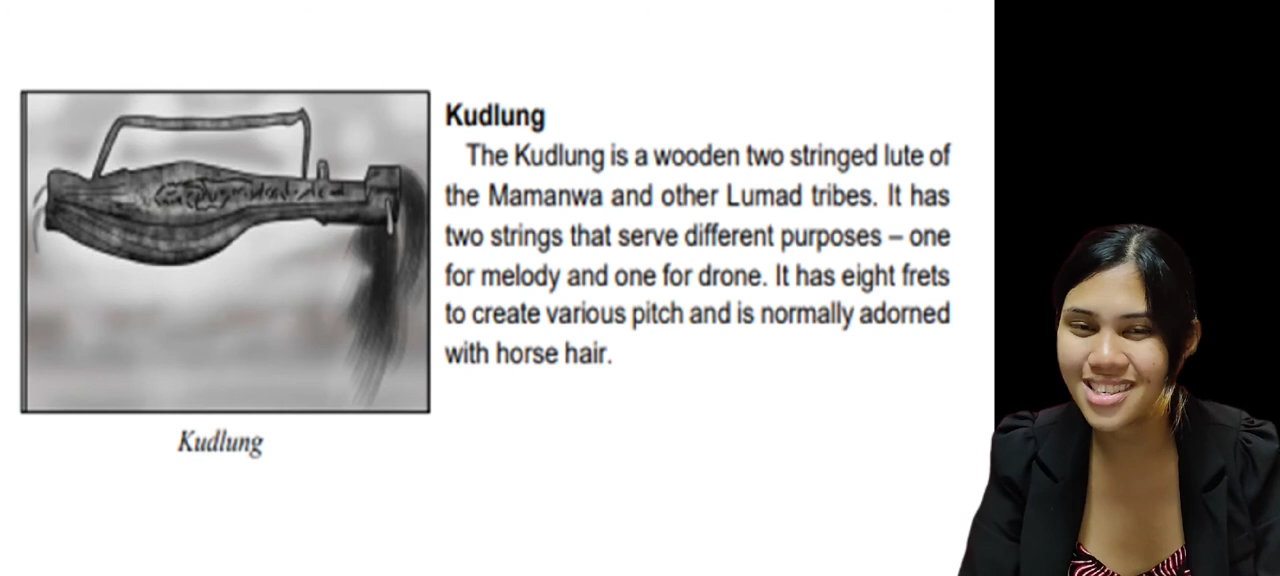 Kudlung
The Kudlung is a wooden two stringed lute of
the Mamanwa and other Lumad tribes. It has
two strings that serve different purposes – one
for melody and one for drone. It has eight frets
to create various pitch and is normally adorned
with horse hair.
Kudlung